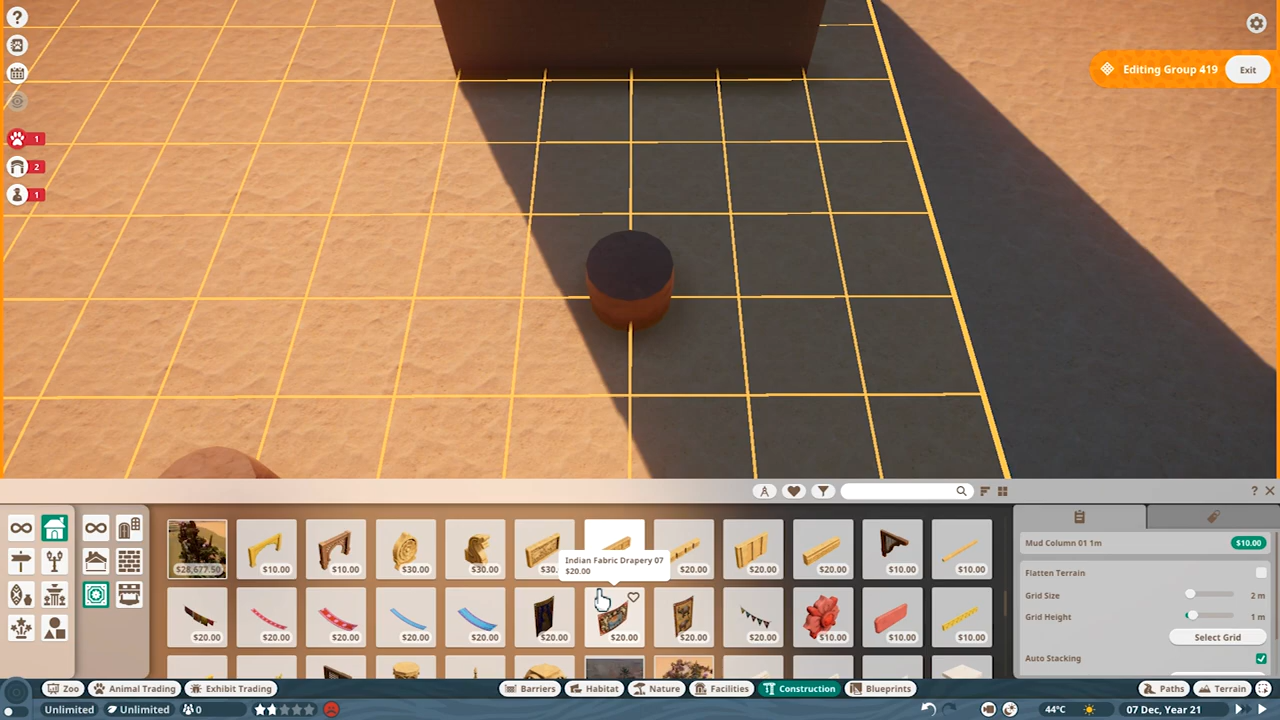 ?
Editing Group 419
Exit
1
2
1
?
$28,677.50
$10.00
$10.00
$30.00
$30.00
$30.
$20.00
$20.00
$20.00
$10.00
$10.00
Indian Fabric Drapery 07
$20.00
$20.00
$20.00
$20.00
$20.00
$20.00
$20.00
$20.00
$20.00
$20.00
$10.00
$10.00
$10.00
Mud Column 01 1m
$10.00
Flatten Terrain
Grid Size
2 m
Grid Height
1 m
Select Grid
Auto Stacking
Zoo
Animal Trading
Exhibit Trading
Barriers
Habitat
Nature
Facilities
Construction
Blueprints
Paths
Terrain
Unlimited
Unlimited
0
44°C
07 Dec, Year 21